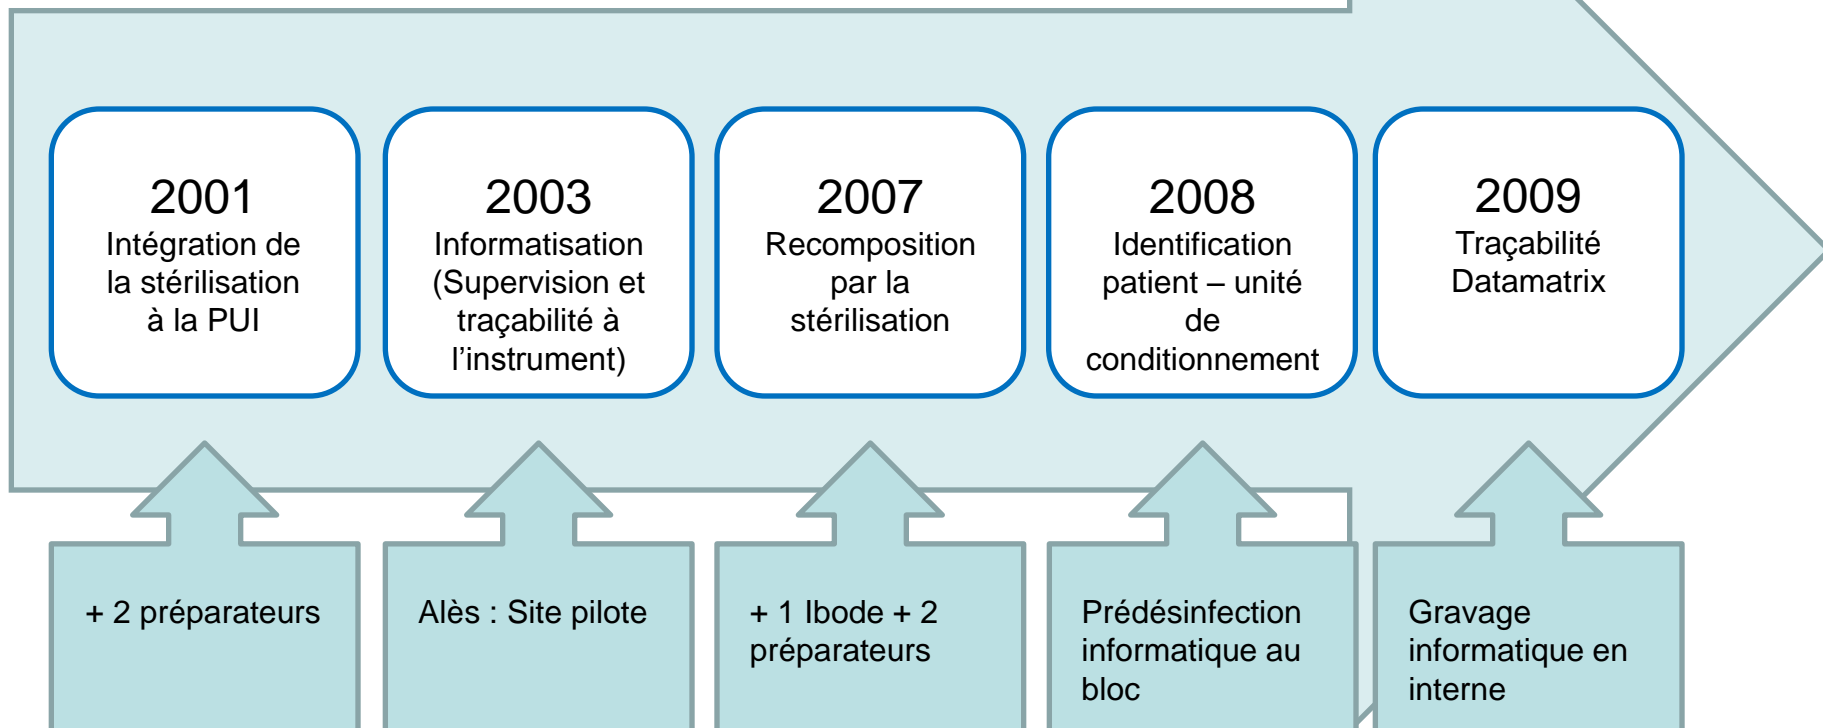 2001
Intégration de
la stérilisation
à la PUI
2003
Informatisation
(Supervision et
traçabilité à
l’instrument)
2007
Recomposition
par la
stérilisation
2008
Identification
patient – unité
de
conditionnement
2009
Traçabilité
Datamatrix
+ 2 préparateurs
Alès : Site pilote
+ 1 Ibode + 2
préparateurs
Prédésinfection
informatique au
bloc
Gravage
informatique en
interne